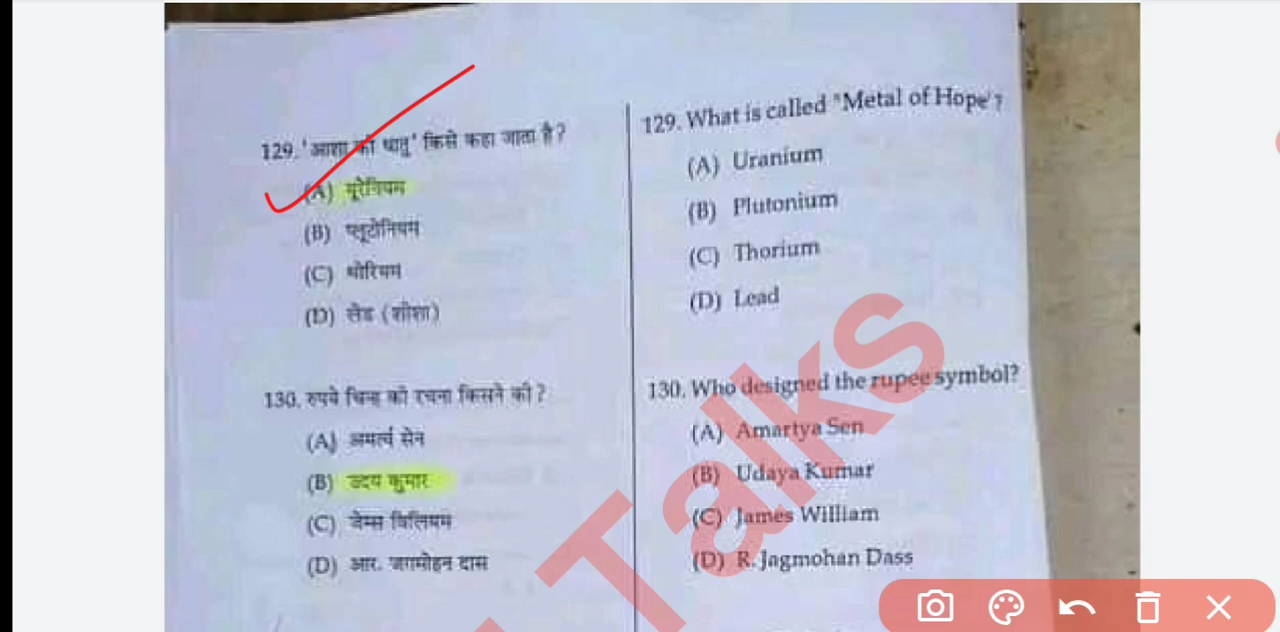 129. 'आशा की धातु' किसे कहा जाता है?
(A) यूरेनियम
(B) प्लूटोनियम
(C) थोरियम
(D) लेड (शीशा)
130. रुपये चिन्ह की रचना किसने की?
(A) अमर्त्य सेन
(B) उदय कुमार
(C) जेम्स विलियम
(D) आर. जगमोहन दास
129. What is called "Metal of Hope'?
(A) Uranium
(B) Plutonium
(C) Thorium
(D) Lead
130. Who designed the rupee symbol?
(A) Amartya Sen
(B) Udaya Kumar
(C) James William
(D) R. Jagmohan Dass
Talks